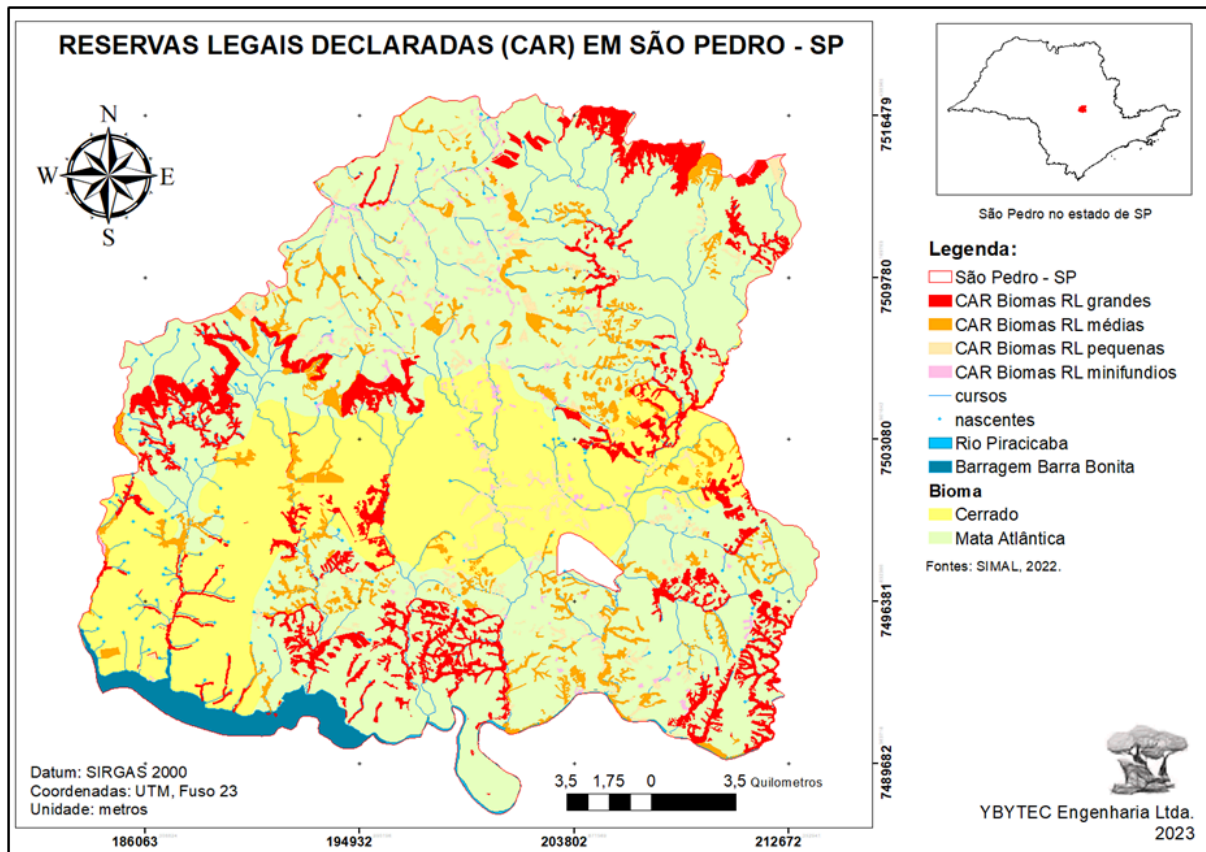 RESERVAS LEGAIS DECLARADAS (CAR) EM SÃO PEDRO - SP
N
W E
S
7516479
7509780
7503080
7496381
7489682
Datum: SIRGAS 2000
Coordenadas: UTM, Fuso 23
Unidade: metros
3,5 1,75 0 3,5 Quilometros
186063 194932 203802 212672
São Pedro no estado de SP
Legenda:
São Pedro - SP
CAR Biomas RL grandes
CAR Biomas RL médias
CAR Biomas RL pequenas
CAR Biomas RL minifundios
cursos
nascentes
Rio Piracicaba
Barragem Barra Bonita
Bioma
Cerrado
Mata Atlântica
Fontes: SIMAL, 2022.
YBYTEC Engenharia Ltda.
2023